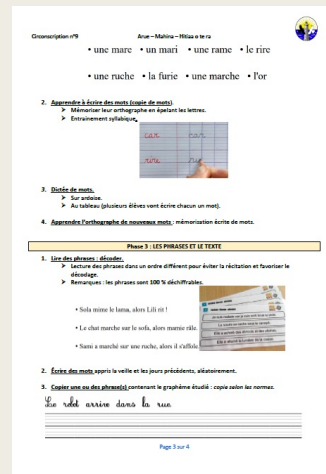 Circonscription n°9 Arue – Mahina – Hitiaa o te ra
• une mare • un mari • une rame • le rire
• une ruche • la furie • une marche • l'or
2. Apprendre à écrire des mots (copie de mots).
➢ Mémoriser leur orthographe en épelant les lettres.
➢ Entrainement syllabique.
car car
rire
3. Dictée de mots.
➢ Sur ardoise.
➢ Au tableau (plusieurs élèves vont écrire chacun un mot).
4. Apprendre l'orthographe de nouveaux mots : mémorisation écrite de mots.
Phase 3 : LES PHRASES ET LE TEXTE
1. Lire des phrases : décoder.
➢ Lecture des phrases dans un ordre différent pour éviter la récitation et favoriser le
décodage.
➢ Remarques : les phrases sont 100 % déchiffrables.
• Sola mime le lama, alors Lili rit !
• Le chat marche sur le sofa, alors mamie râle.
• Sami a marché sur une ruche, alors il s'affole.
2. Écrire des mots appris la veille et les jours précédents, aléatoirement.
3. Copier une ou des phrase(s) contenant le graphème étudié : copie selon les normes.
arrive dans la rue.
Page 3 sur 4